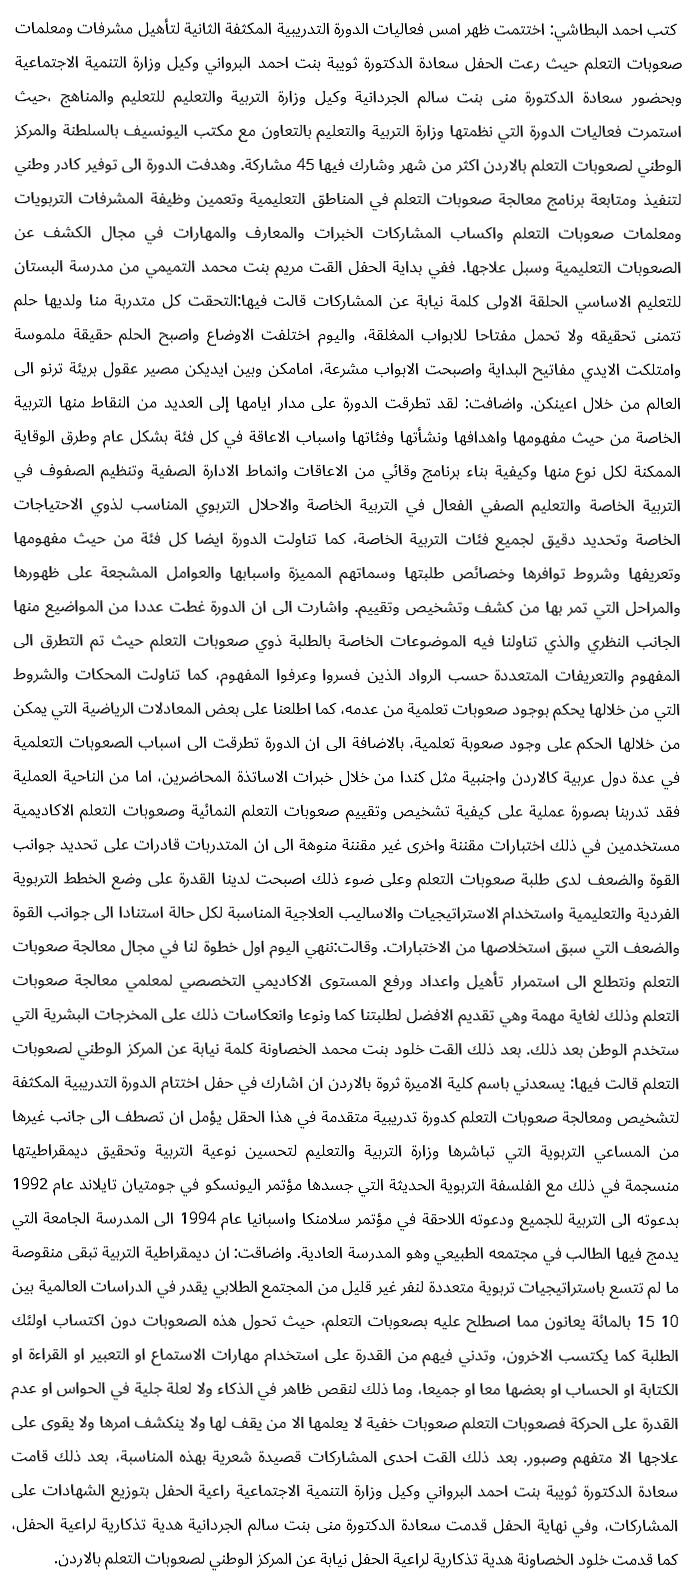 كتب احمد البطاشي: اختتمت ظهر امس فعاليات الدورة التدريبية المكثفة الثانية لتأهيل مشرفات ومعلمات
صعوبات التعلم حيث رعت الحفل سعادة الدكتورة ثويبة بنت احمد البرواني وكيل وزارة التنمية الاجتماعية
وبحضور سعادة الدكتورة منى بنت سالم الجردانية وكيل وزارة التربية والتعليم للتعليم والمناهج ،حيث
استمرت فعاليات الدورة التي نظمتها وزارة التربية والتعليم بالتعاون مع مكتب اليونسيف بالسلطنة والمركز
الوطني لصعوبات التعلم بالاردن اكثر من شهر وشارك فيها 45 مشاركة. وهدفت الدورة الى توفير كادر وطني
لتنفيذ ومتابعة برنامج معالجة صعوبات التعلم في المناطق التعليمية وتعمين وظيفة المشرفات التربويات
ومعلمات صعوبات التعلم واكساب المشاركات الخبرات والمعارف والمهارات في مجال الكشف عن
الصعوبات التعليمية وسبل علاجها. ففي بداية الحفل القت مريم بنت محمد التميمي من مدرسة البستان
للتعليم الاساسي الحلقة الاولى كلمة نيابة عن المشاركات قالت فيها:التحقت كل متدربة منا ولديها حلم
تتمنى تحقيقه ولا تحمل مفتاحا للابواب المغلقة، واليوم اختلفت الاوضاع واصبح الحلم حقيقة ملموسة
وامتلكت الايدي مفاتيح البداية واصبحت الابواب مشرعة، امامكن وبين ايديكن مصير عقول بريئة ترنو الى
العالم من خلال اعينكن. واضافت: لقد تطرقت الدورة على مدار ايامها إلى العديد من النقاط منها التربية
الخاصة من حيث مفهومها واهدافها ونشأتها وفئاتها واسباب الاعاقة في كل فئة بشكل عام وطرق الوقاية
الممكنة لكل نوع منها وكيفية بناء برنامج وقائي من الاعاقات وانماط الادارة الصفية وتنظيم الصفوف في
التربية الخاصة والتعليم الصفي الفعال في التربية الخاصة والاحلال التربوي المناسب لذوي الاحتياجات
الخاصة وتحديد دقيق لجميع فئات التربية الخاصة، كما تناولت الدورة ايضا كل فئة من حيث مفهومها
وتعريفها وشروط توافرها وخصائص طلبتها وسماتهم المميزة واسبابها والعوامل المشجعة على ظهورها
والمراحل التي تمر بها من كشف وتشخيص وتقييم. واشارت الى ان الدورة غطت عددا من المواضيع منها
الجانب النظري والذي تناولنا فيه الموضوعات الخاصة بالطلبة ذوي صعوبات التعلم حيث تم التطرق الى
المفهوم والتعريفات المتعددة حسب الرواد الذين فسروا وعرفوا المفهوم، كما تناولت المحكات والشروط
التي من خلالها يحكم بوجود صعوبات تعلمية من عدمه، كما اطلعنا على بعض المعادلات الرياضية التي يمكن
من خلالها الحكم على وجود صعوبة تعلمية، بالاضافة الى ان الدورة تطرقت الى اسباب الصعوبات التعلمية
في عدة دول عربية كالاردن واجنبية مثل كندا من خلال خبرات الاساتذة المحاضرين، اما من الناحية العملية
فقد تدربنا بصورة عملية على كيفية تشخيص وتقييم صعوبات التعلم النمائية وصعوبات التعلم الاكاديمية
مستخدمين في ذلك اختبارات مقننة واخرى غير مقننة منوهة الى ان المتدربات قادرات على تحديد جوانب
القوة والضعف لدى طلبة صعوبات التعلم وعلى ضوء ذلك اصبحت لدينا القدرة على وضع الخطط التربوية
الفردية والتعليمية واستخدام الاستراتيجيات والاساليب العلاجية المناسبة لكل حالة استنادا الى جوانب القوة
والضعف التي سبق استخلاصها من الاختبارات. وقالت:ننهي اليوم اول خطوة لنا في مجال معالجة صعوبات
التعلم ونتطلع الى استمرار تأهيل واعداد ورفع المستوى الاكاديمي التخصصي لمعلمي معالجة صعوبات
التعلم وذلك لغاية مهمة وهي تقديم الافضل لطلبتنا كما ونوعا وانعكاسات ذلك على المخرجات البشرية التي
ستخدم الوطن بعد ذلك. بعد ذلك القت خلود بنت محمد الخصاونة كلمة نيابة عن المركز الوطني لصعوبات
التعلم قالت فيها: يسعدني باسم كلية الاميرة ثروة بالاردن ان اشارك في حفل اختتام الدورة التدريبية المكثفة
لتشخيص ومعالجة صعوبات التعلم كدورة تدريبية متقدمة في هذا الحقل يؤمل ان تصطف الى جانب غيرها
من المساعي التربوية التي تباشرها وزارة التربية والتعليم لتحسين نوعية التربية وتحقيق ديمقراطيتها
منسجمة في ذلك مع الفلسفة التربوية الحديثة التي جسدها مؤتمر اليونسكو في جومتيان تايلاند عام 1992
بدعوته الى التربية للجميع ودعوته اللاحقة في مؤتمر سلامنكا واسبانيا عام 1994 الى المدرسة الجامعة التي
يدمج فيها الطالب في مجتمعه الطبيعي وهو المدرسة العادية. واضاقت: ان ديمقراطية التربية تبقى منقوصة
ما لم تتسع باستراتيجيات تربوية متعددة لنفر غير قليل من المجتمع الطلابي يقدر في الدراسات العالمية بين
10 15 بالمائة يعانون مما اصطلح عليه بصعوبات التعلم، حيث تحول هذه الصعوبات دون اكتساب اولئك
الطلبة كما يكتسب الاخرون، وتدني فيهم من القدرة على استخدام مهارات الاستماع او التعبير او القراءة او
الكتابة او الحساب او بعضها معا او جميعا، وما ذلك لنقص ظاهر في الذكاء ولا لعلة جلية في الحواس او عدم
القدرة على الحركة فصعوبات التعلم صعوبات خفية لا يعلمها الا من يقف لها ولا ينكشف امرها ولا يقوى على
علاجها الا متفهم وصبور. بعد ذلك القت احدى المشاركات قصيدة شعرية بهذه المناسبة، بعد ذلك قامت
سعادة الدكتورة ثويبة بنت احمد البرواني وكيل وزارة التنمية الاجتماعية راعية الحفل بتوزيع الشهادات على
المشاركات، وفي نهاية الحفل قدمت سعادة الدكتورة منى بنت سالم الجردانية هدية تذكارية لراعية الحفل،
كما قدمت خلود الخصاونة هدية تذكارية لراعية الحفل نيابة عن المركز الوطني لصعوبات التعلم بالاردن.